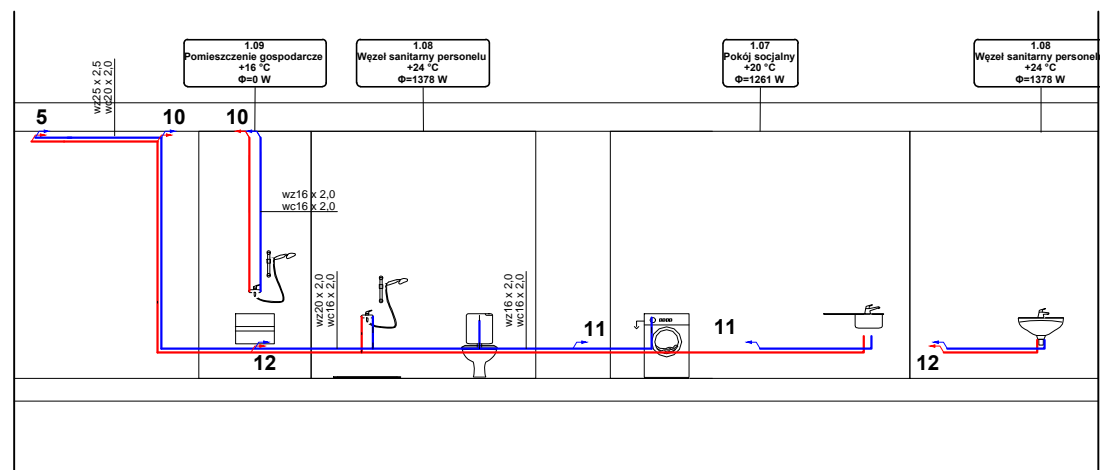 1.09
Pomieszczenie gospodarcze
+16 °C
Φ=0 W
1.08
Węzeł sanitarny personelu
+24 °C
Φ=1378 W
1.07
Pokój socjalny
+20 °C
Φ=1261 W
1.08
Węzeł sanitarny personelu
+24 °C
Φ=1378 W
wz25 x 2,5
wc20 x 2,0
5
10
10
wz16 x 2,0
wc16 x 2,0
wz20 x 2,0
wc16 x 2,0
wz16 x 2,0
wc16 x 2,0
11
11
12
12